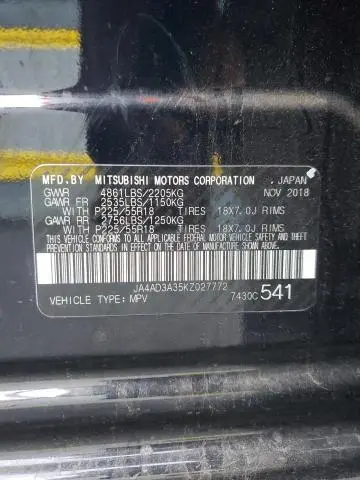 MFD.BY MITSUBISHI MOTORS CORPORATION , JAPAN
GVWR 4861LBS/2205KG NOV 2018
GAWR FR 2535LBS/1150KG
WITH P225/55R18 TIRES 18X7.0J RIMS
GAWR RR 2756LBS/1250KG
WITH P225/55R18 TIRES 18X7.0J RIMS
THIS VEHICLE CONFORMS TO ALL APPLICABLE FEDERAL MOTOR VEHICLE SAFETY, BUMPER, AND THEFT
PREVENTION STANDARDS IN EFFECT ON THE DATE OF MANUFACTURE SHOWN ABOVE.
JA4AD3A35KZ027772
VEHICLE TYPE: MPV 7430C 541